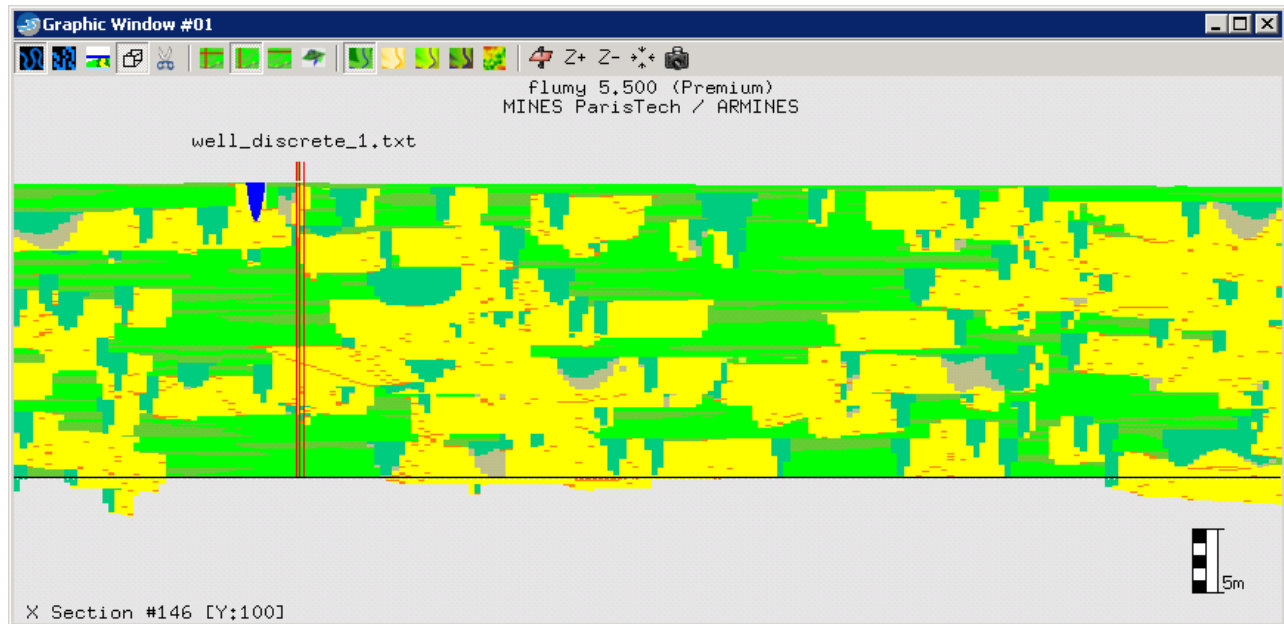 Graphic Window #01
Z+ Z-
flumy 5.500 (Premium)
MINES ParisTech / ARMINES
well_discrete_1.txt
5m
X Section #146 [Y:100]